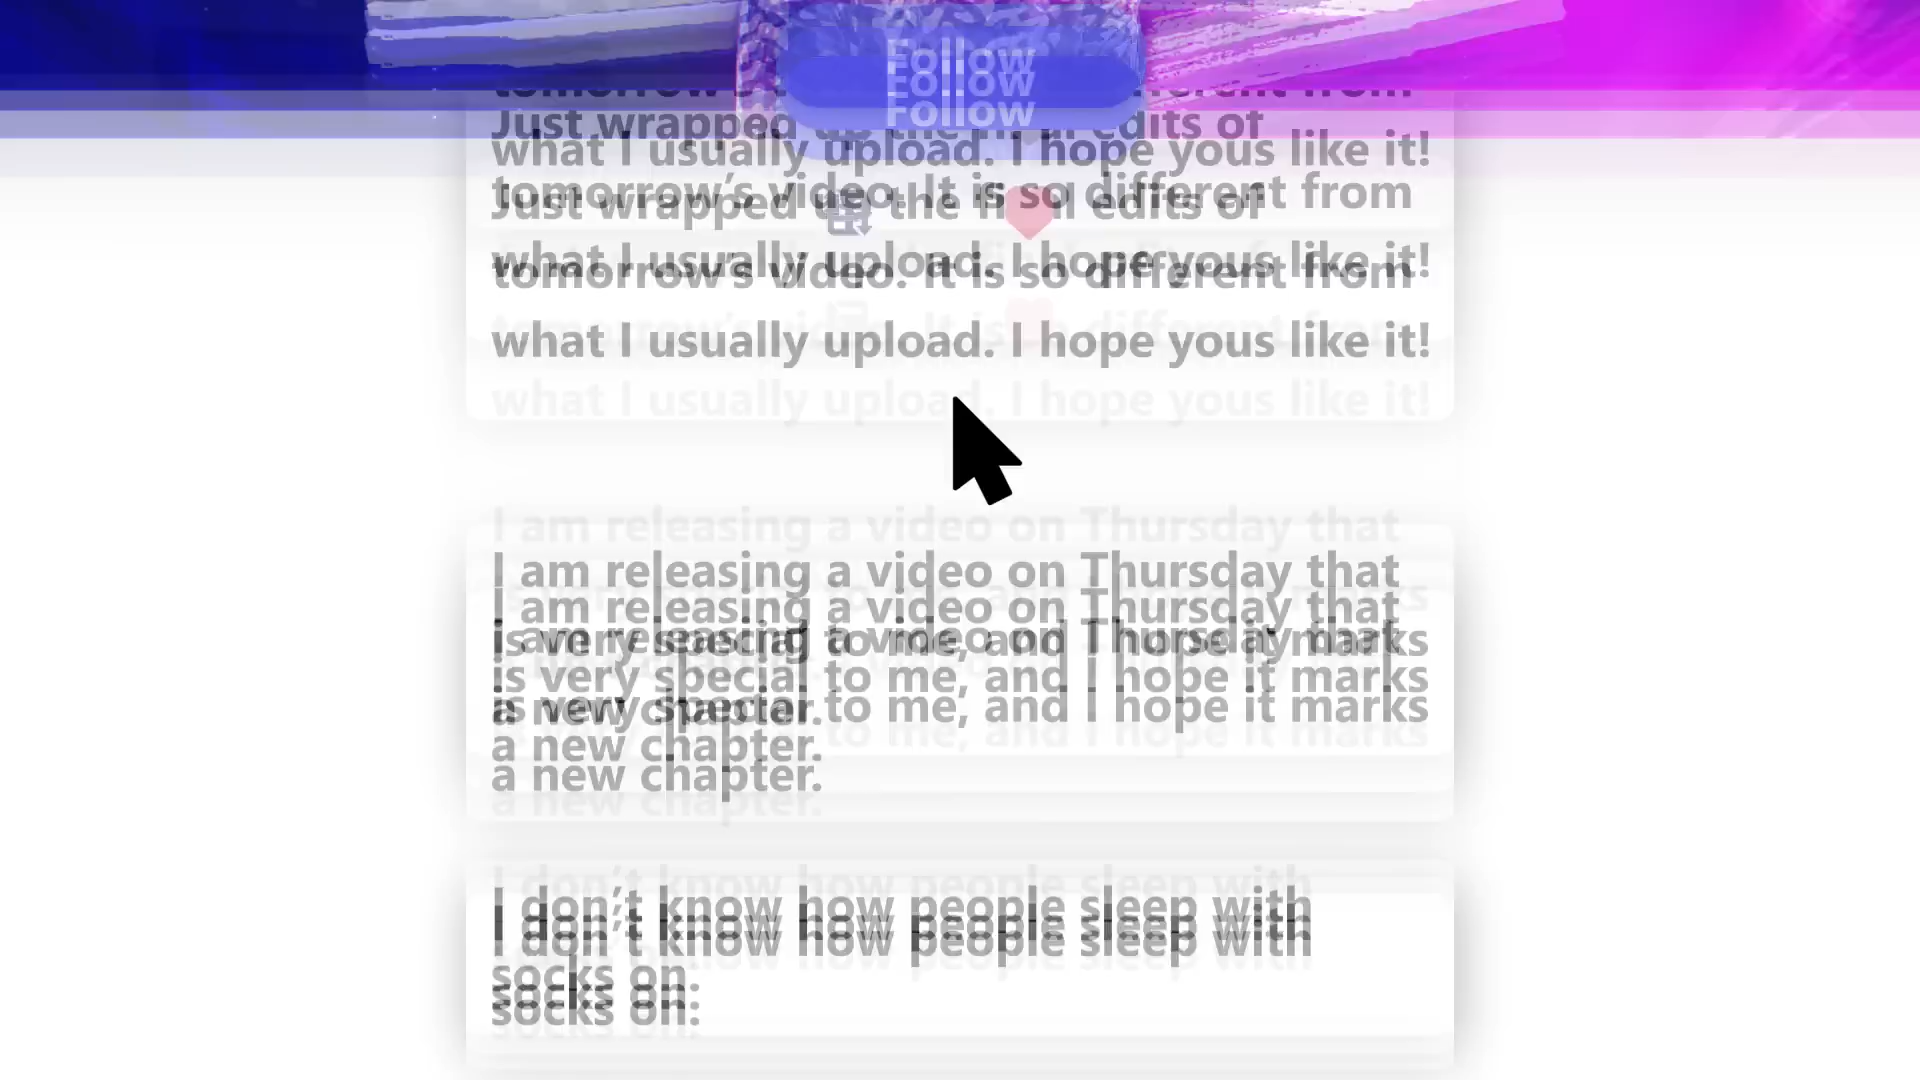 Follow
Just wrapped up the final edits of
tomorrow's video. It is so different from
what I usually upload. I hope yous like it!
I am releasing a video on Thursday that
is very special to me, and I hope it marks
a new chapter.
I don't know how people sleep with
socks on.